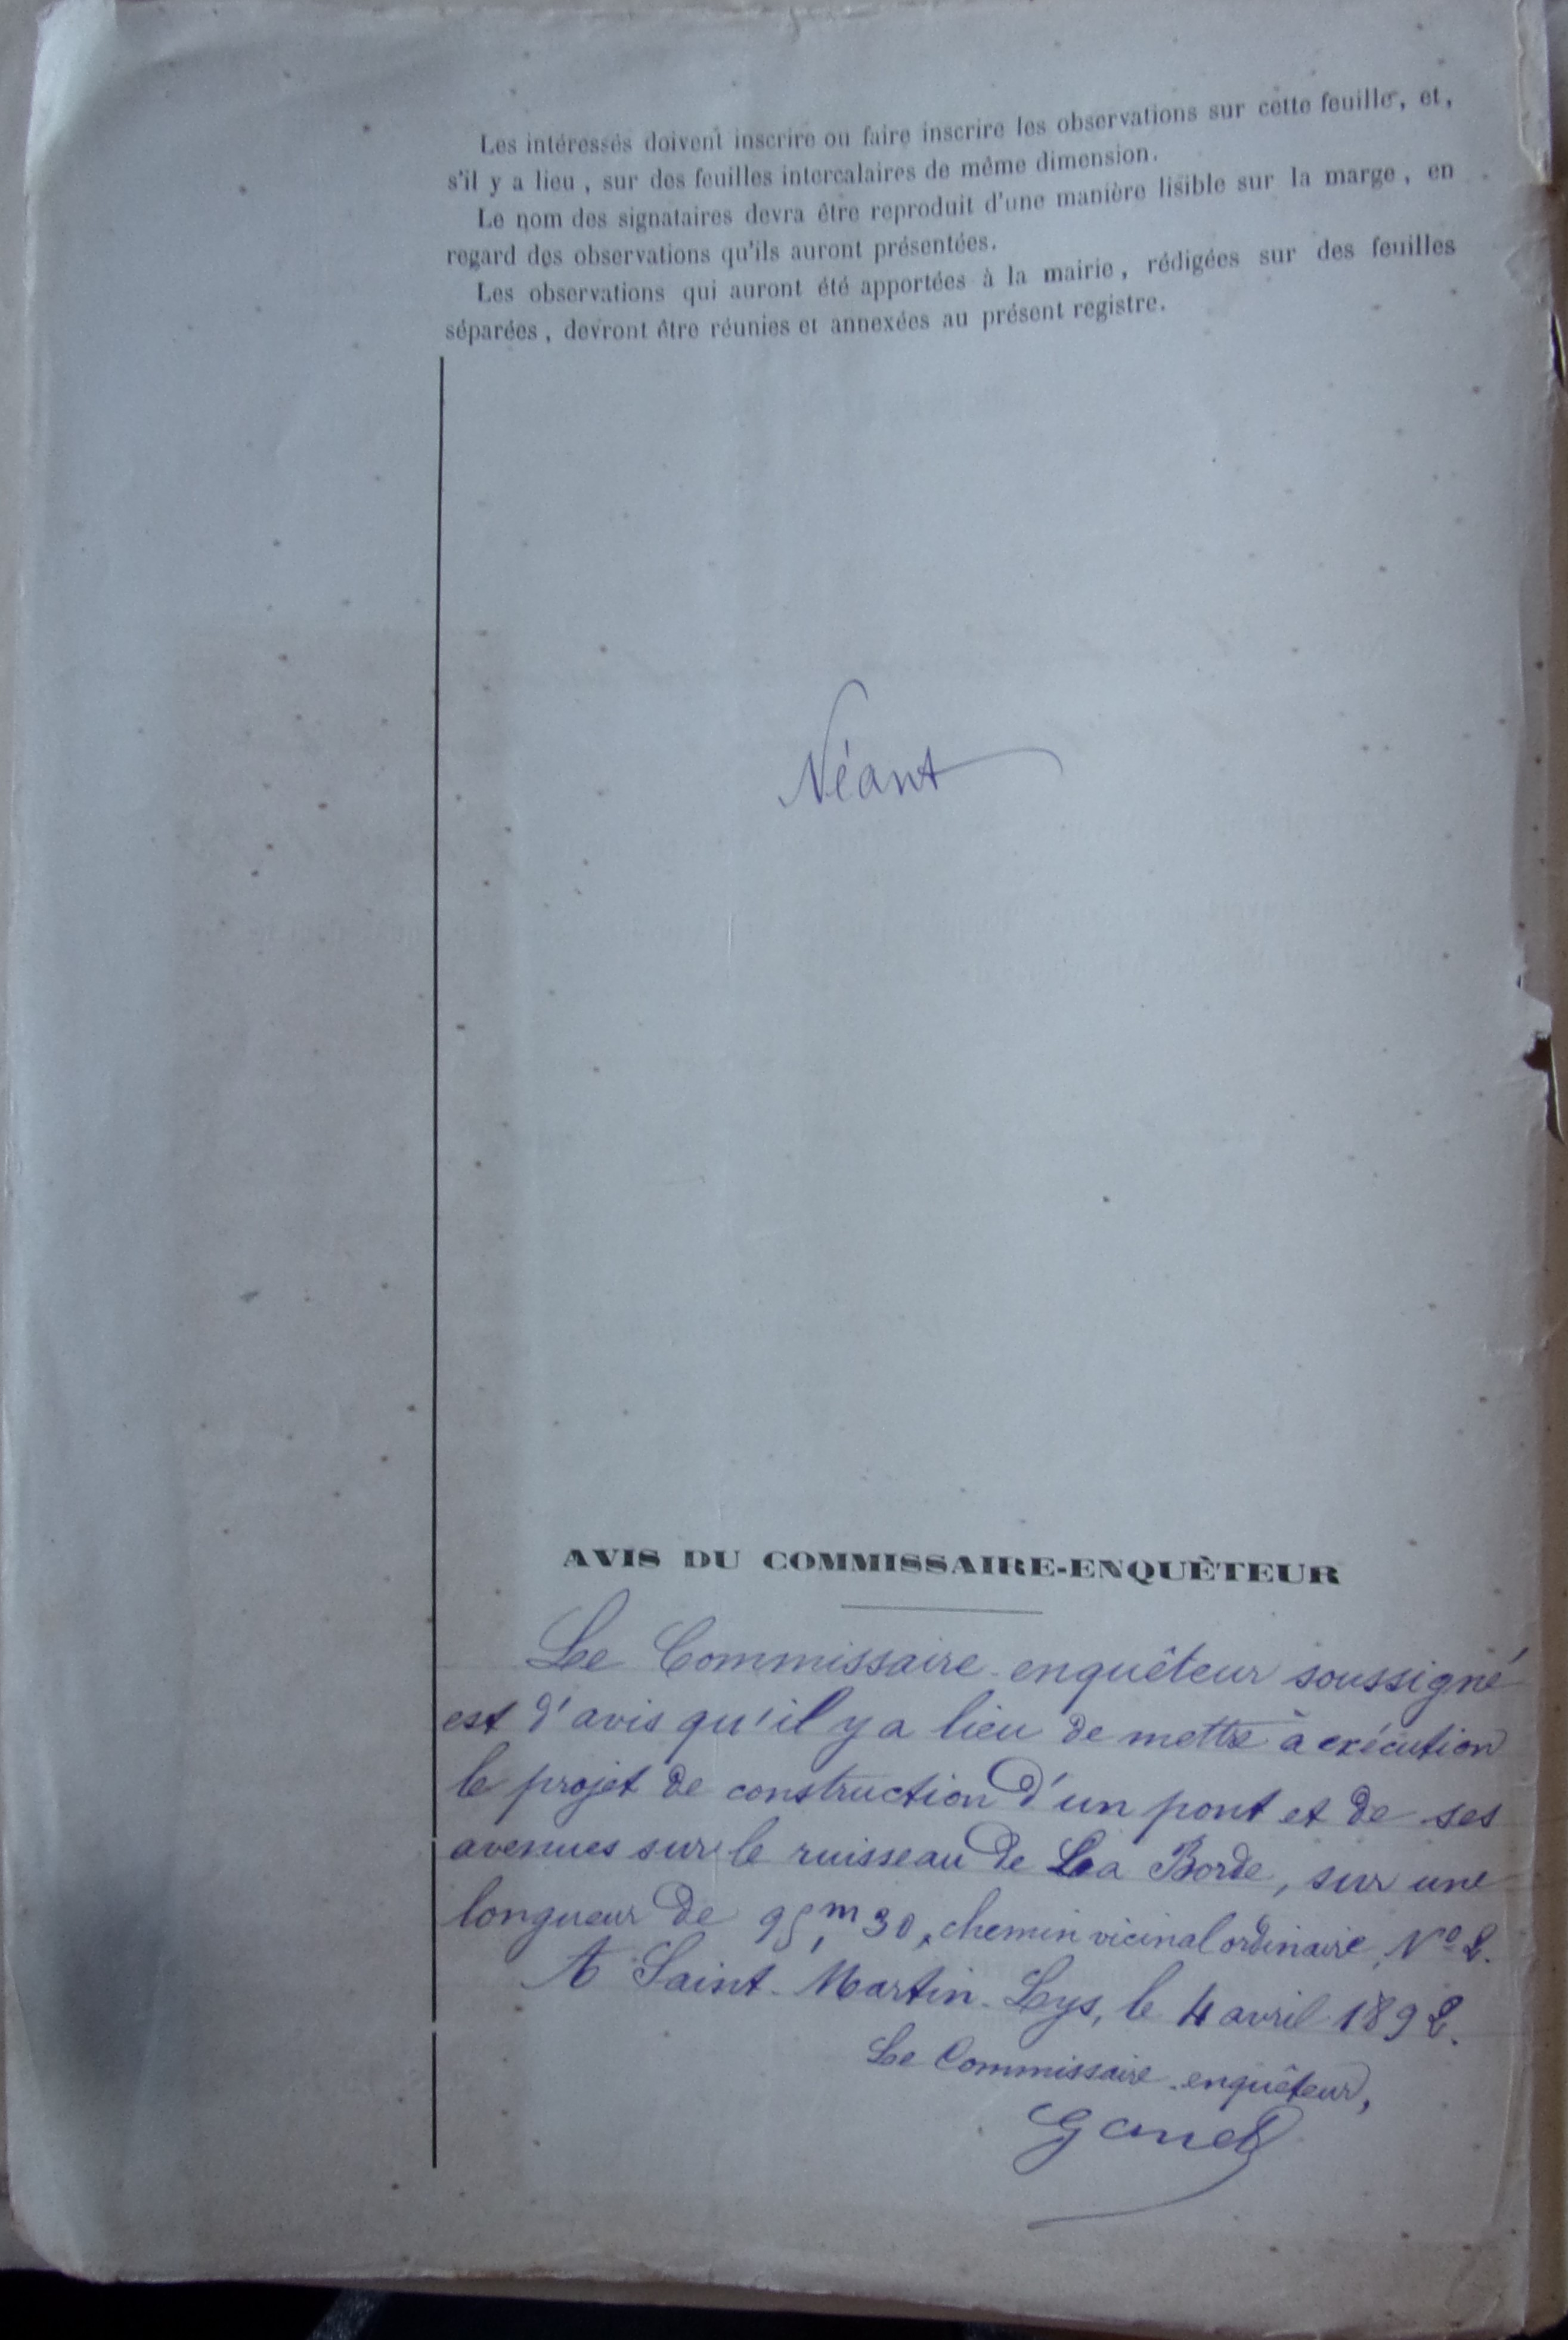 Les intéressés doivent inscrire ou faire inscrire les observations sur cette feuille, et,
s'il y a lieu, sur des feuilles intercalaires de même dimension.
Le nom des signataires devra être reproduit d'une manière lisible sur la marge, en
regard des observations qu'ils auront présentées.
Les observations qui auront été apportées à la mairie, rédigées sur des feuilles
séparées, devront être réunies et annexées au présent registre.
Néant
AVIS DU COMMISSAIRE-ENQUÈTEUR
Le Commissaire-enquêteur soussigné
est d'avis qu'il y a lieu de mettre à exécution
le projet de construction d'un pont et de ses
avenues sur le ruisseau de La Borde, sur une
longueur de 95,m30, chemin vicinal ordinaire, No 2.
A Saint-Martin-Lys, le 4 avril 1892.
Le Commissaire-enquêteur,